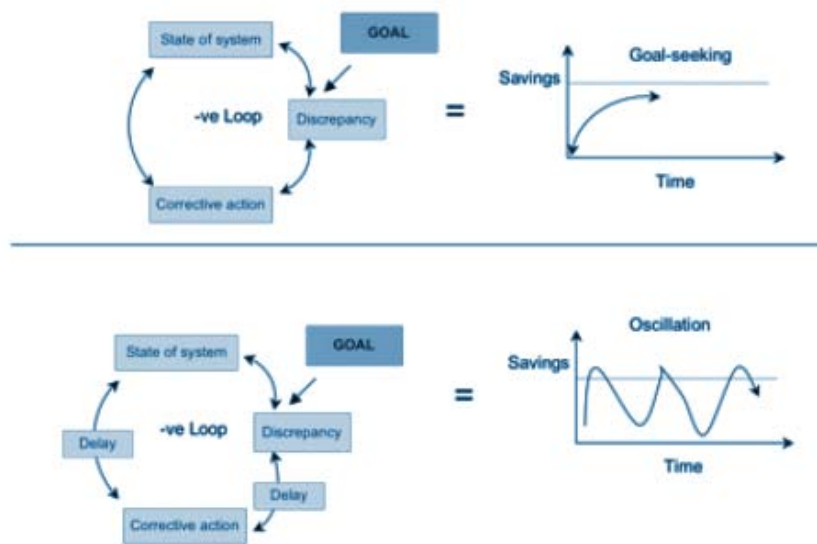 State of system
GOAL
-ve Loop
Discrepancy
Corrective action
=
Goal-seeking
Savings
Time
State of system
GOAL
Delay
-ve Loop
Discrepancy
Delay
Corrective action
=
Oscillation
Savings
Time